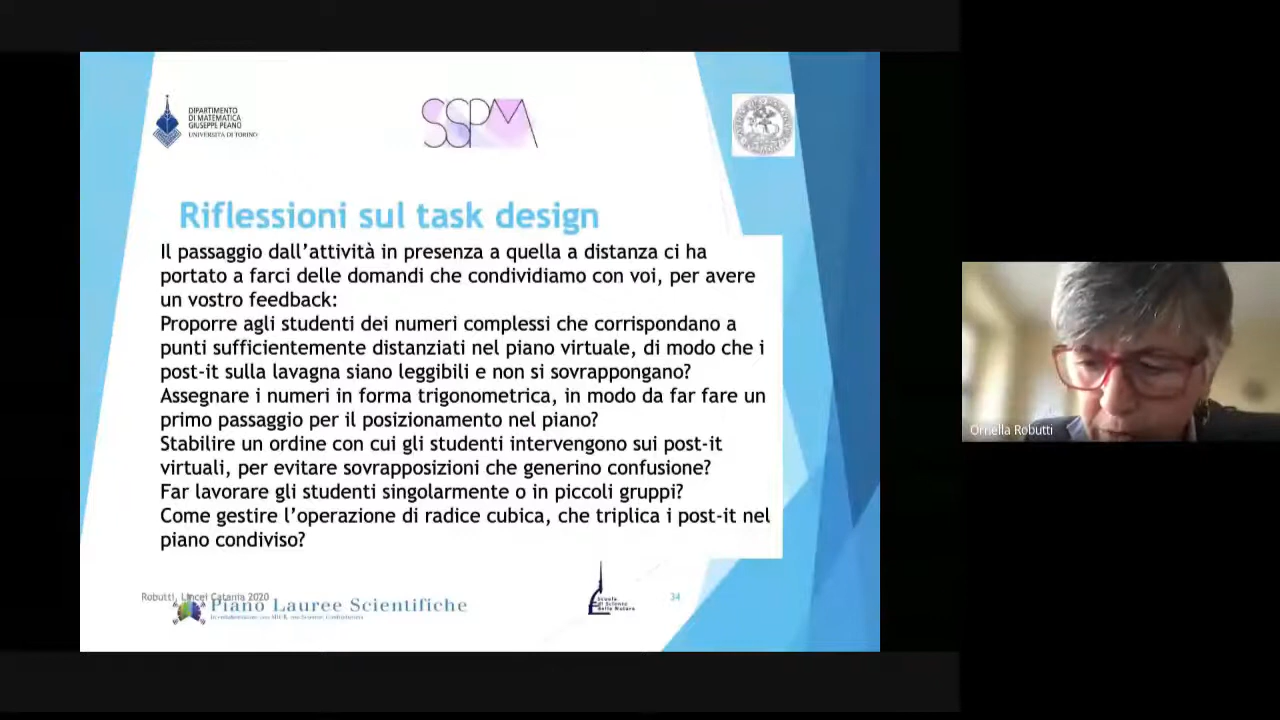 DIPARTIMENTO
DI MATEMATICA
GIUSEPPE PEANO
UNIVERSITÀ DI TORINO
SSPM
Riflessioni sul task design
Il passaggio dall'attività in presenza a quella a distanza ci ha
portato a farci delle domandi che condividiamo con voi, per avere
un vostro feedback:
Proporre agli studenti dei numeri complessi che corrispondano a
punti sufficientemente distanziati nel piano virtuale, di modo che i
post-it sulla lavagna siano leggibili e non si sovrappongano?
Assegnare i numeri in forma trigonometrica, in modo da far fare un
primo passaggio per il posizionamento nel piano?
Stabilire un ordine con cui gli studenti intervengono sui post-it
virtuali, per evitare sovrapposizioni che generino confusione?
Far lavorare gli studenti singolarmente o in piccoli gruppi?
Come gestire l'operazione di radice cubica, che triplica i post-it nel
piano condiviso?
Ornella Robutti
Robutti, Lincei Catania 2020
Piano Lauree Scientifiche
Scuola
di Scienze
della Natura
34